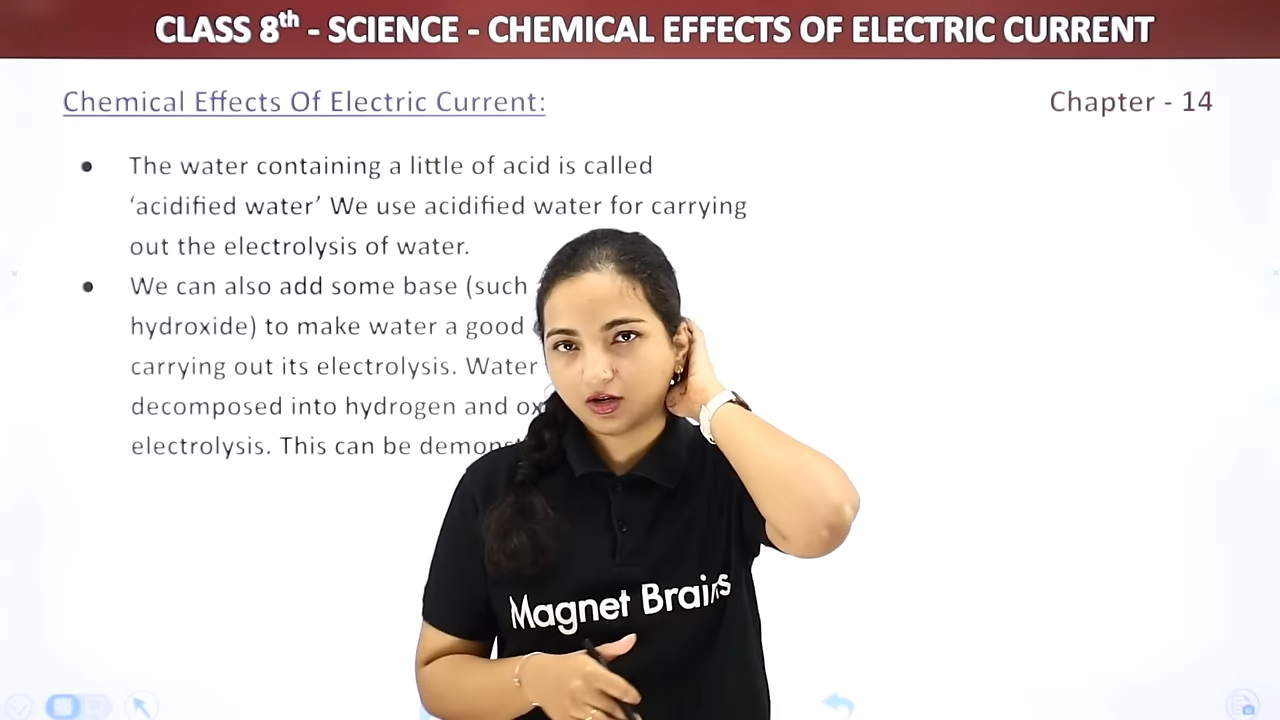 CLASS 8th - SCIENCE - CHEMICAL EFFECTS OF ELECTRIC CURRENT
Chemical Effects Of Electric Current:
Chapter - 14
• The water containing a little of acid is called
‘acidified water’ We use acidified water for carrying
out the electrolysis of water.
• We can also add some base (such
hydroxide) to make water a good
carrying out its electrolysis. Water
decomposed into hydrogen and
electrolysis. This can be
Magnet Brains